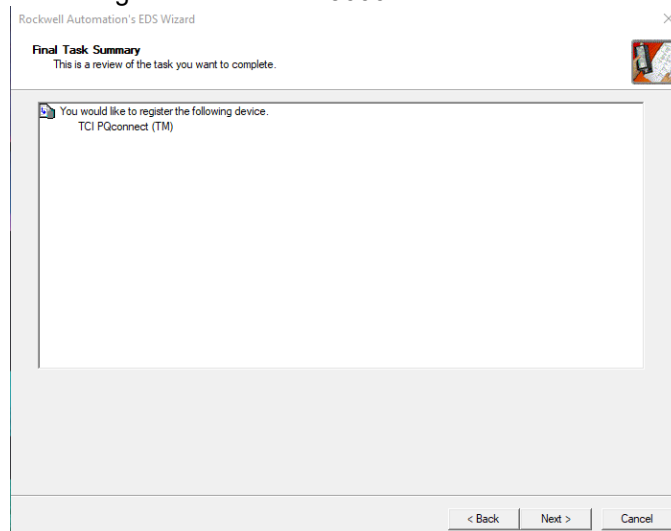 Rockwell Automation's EDS Wizard
Final Task Summary
This is a review of the task you want to complete.
You would like to register the following device.
TCI PQconnect (TM)
< Back
Next >
Cancel